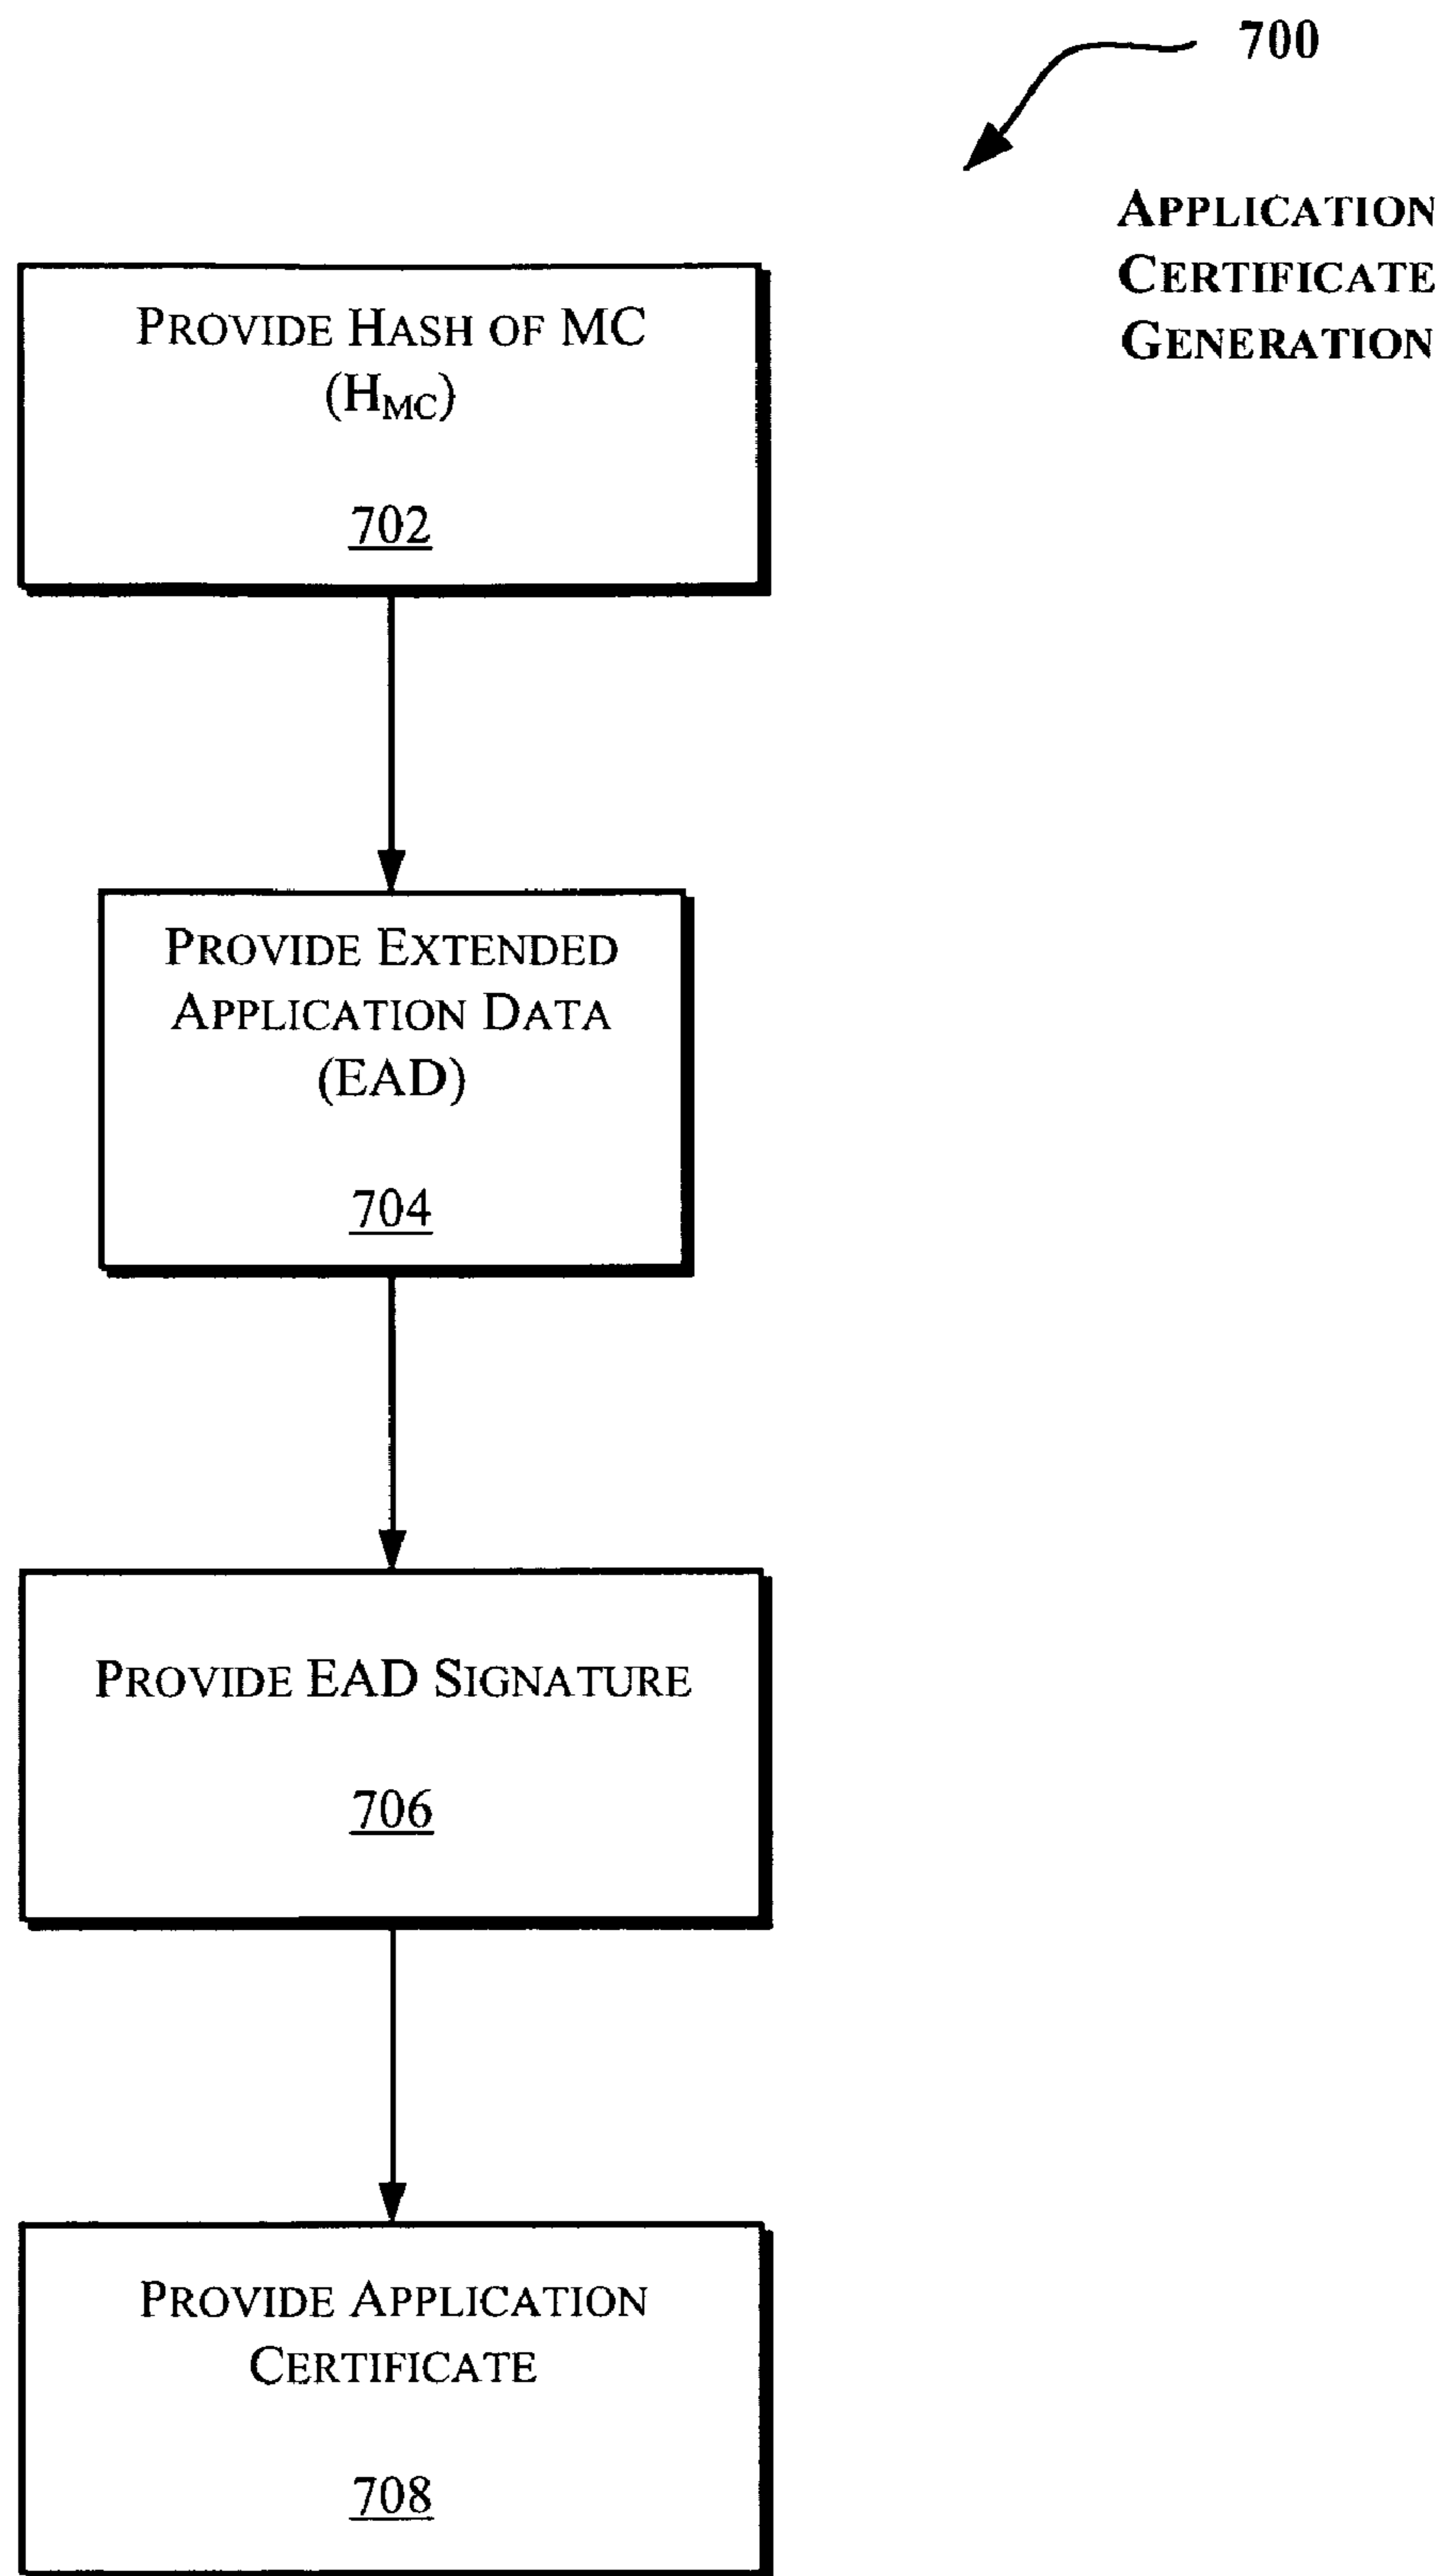 700
APPLICATION
CERTIFICATE
GENERATION
PROVIDE HASH OF MC
(HMC)
702
PROVIDE EXTENDED
APPLICATION DATA
(EAD)
704
PROVIDE EAD SIGNATURE
706
PROVIDE APPLICATION
CERTIFICATE
708